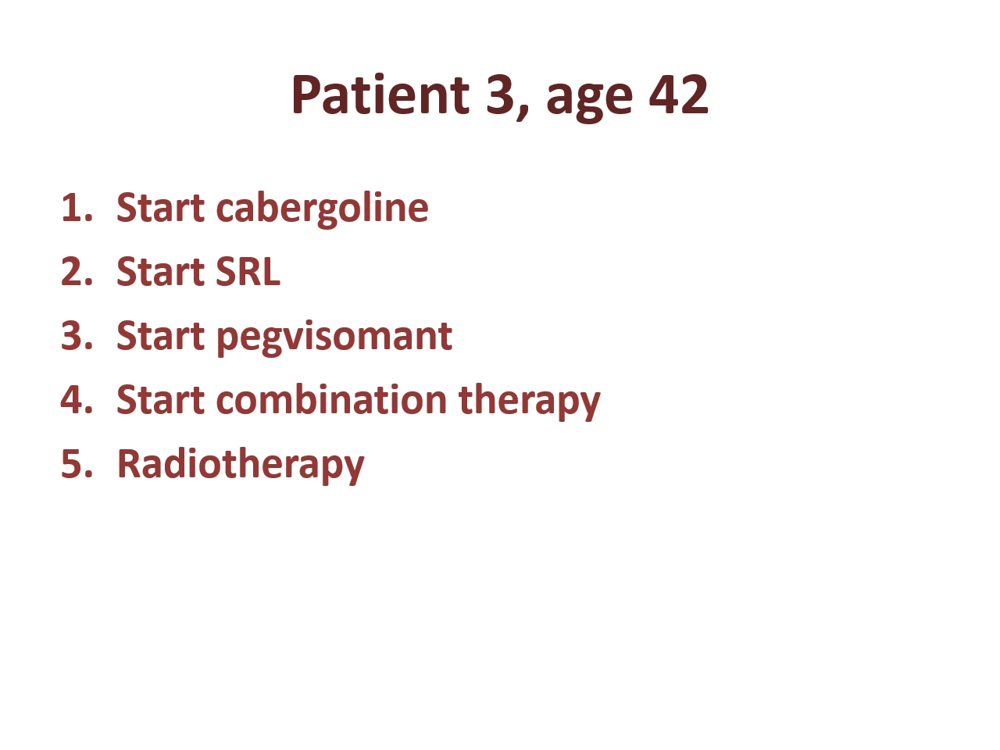 Patient 3, age 42
1. Start cabergoline
2. Start SRL
3. Start pegvisomant
4. Start combination therapy
5. Radiotherapy